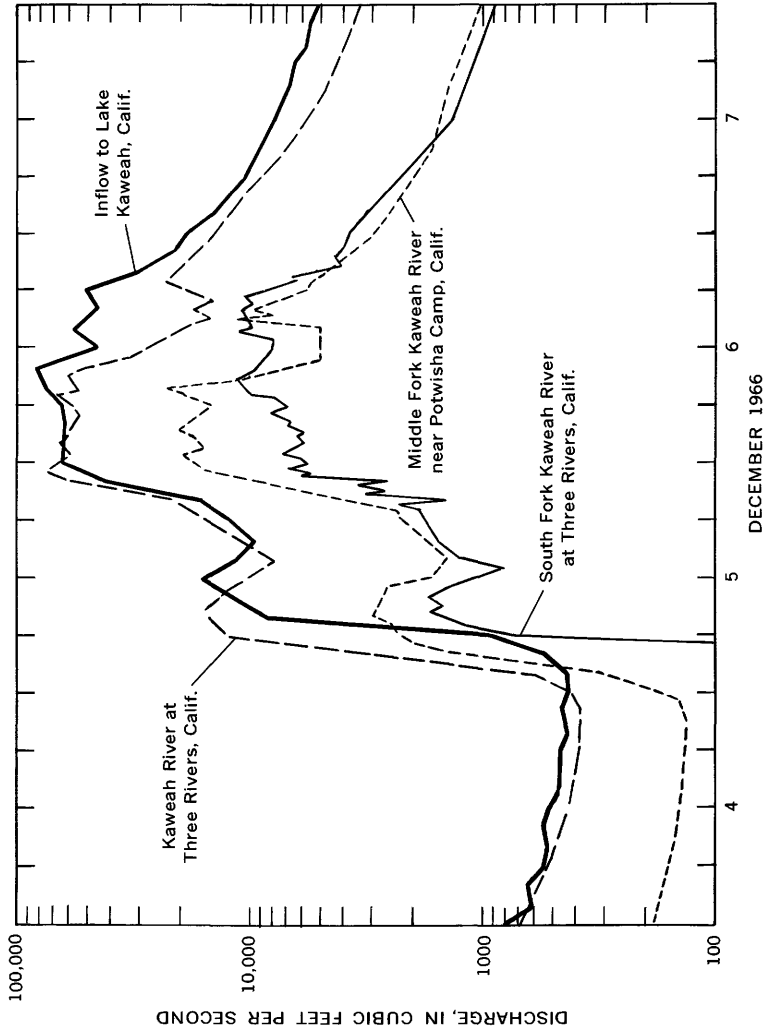 DISCHARGE, IN CUBIC FEET PER SECOND
100,000
10,000
1000
100
Inflow to Lake
Kaweah, Calif.
Kaweah River at
Three Rivers, Calif.
Middle Fork Kaweah River
near Potwisha Camp, Calif.
South Fork Kaweah River
at Three Rivers, Calif.
4
5
6
7
DECEMBER 1966